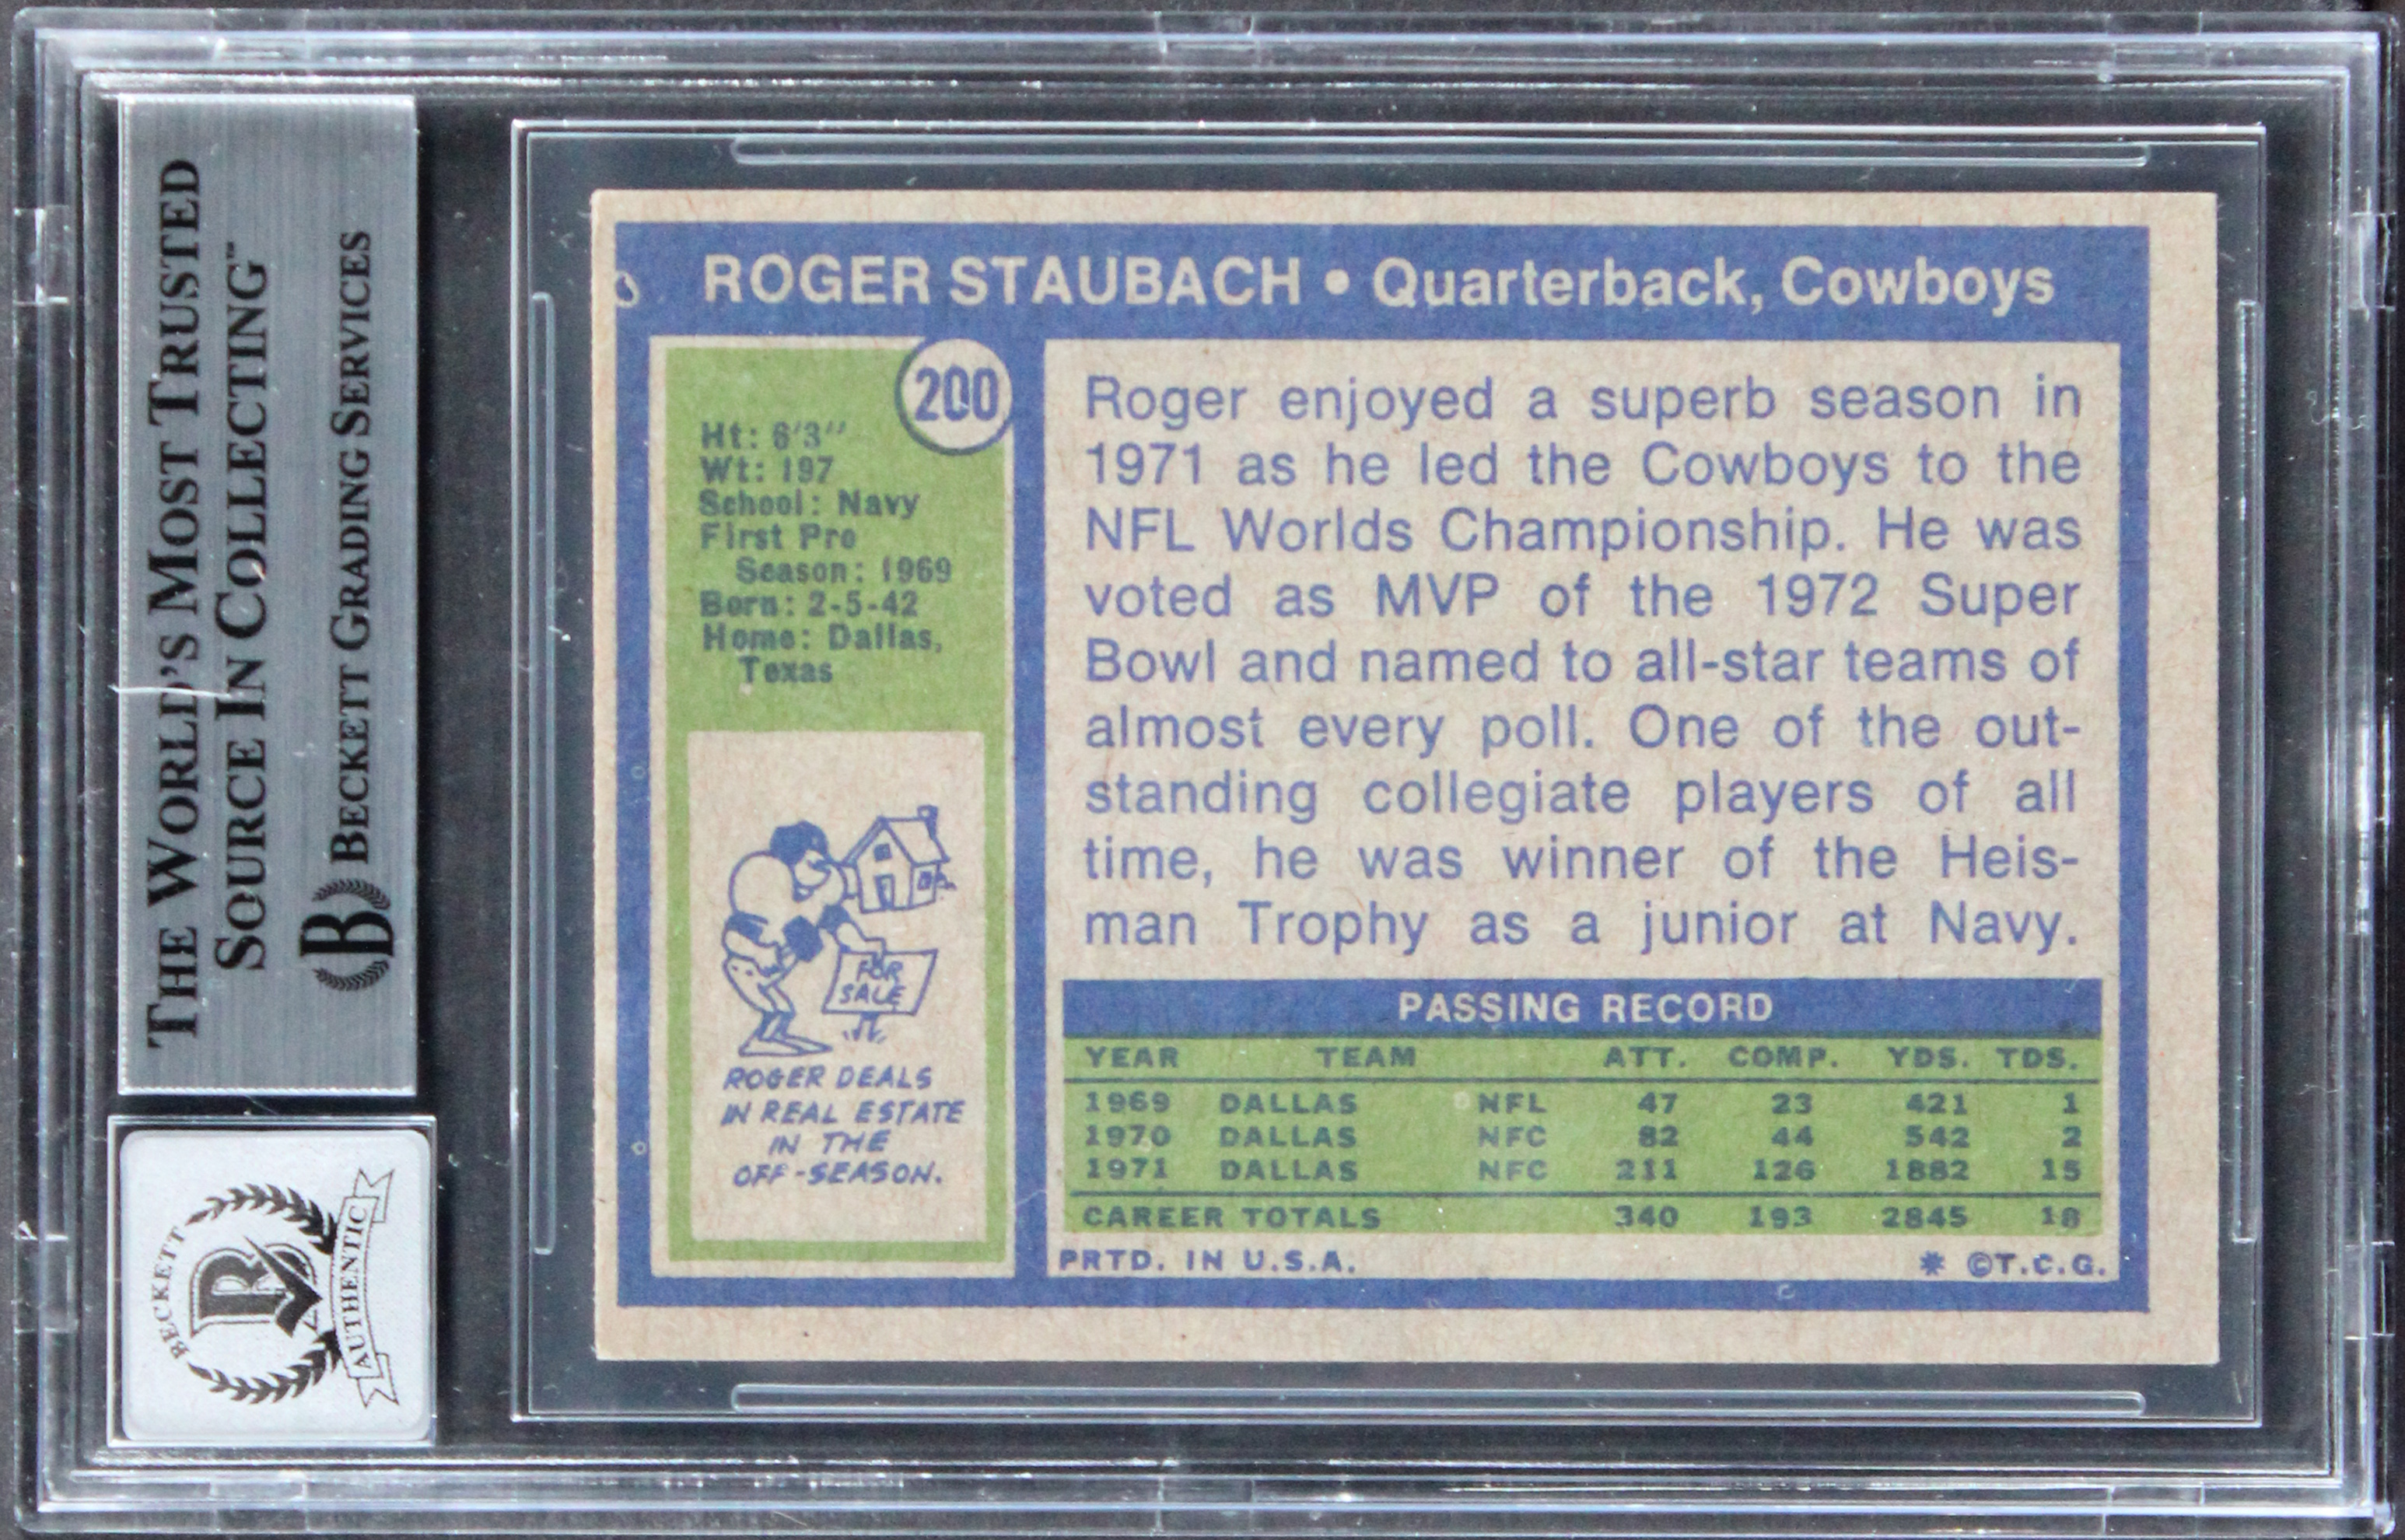 THE WORLD'S MOST TRUSTED
SOURCE IN COLLECTING™
BECKETT GRADING SERVICES
B
BECKETT
AUTHENTIC
ROGER STAUBACH • Quarterback, Cowboys
200
Ht: 6'3"
Wt: 197
School: Navy
First Pro
Season: 1969
Born: 2-5-42
Home: Dallas,
Texas
FOR
SALE
ROGER DEALS
IN REAL ESTATE
IN THE
OFF-SEASON.
Roger enjoyed a superb season in
1971 as he led the Cowboys to the
NFL Worlds Championship. He was
voted as MVP of the 1972 Super
Bowl and named to all-star teams of
almost every poll. One of the out-
standing collegiate players of all
time, he was winner of the Heis-
man Trophy as a junior at Navy.
PASSING RECORD
YEAR TEAM ATT. COMP. YDS. TDS.
1969 DALLAS NFL 47 23 421 1
1970 DALLAS NFC 82 44 542 2
1971 DALLAS NFC 211 126 1882 15
CAREER TOTALS 340 193 2845 18
PRTD. IN U.S.A. * ©T.C.G.